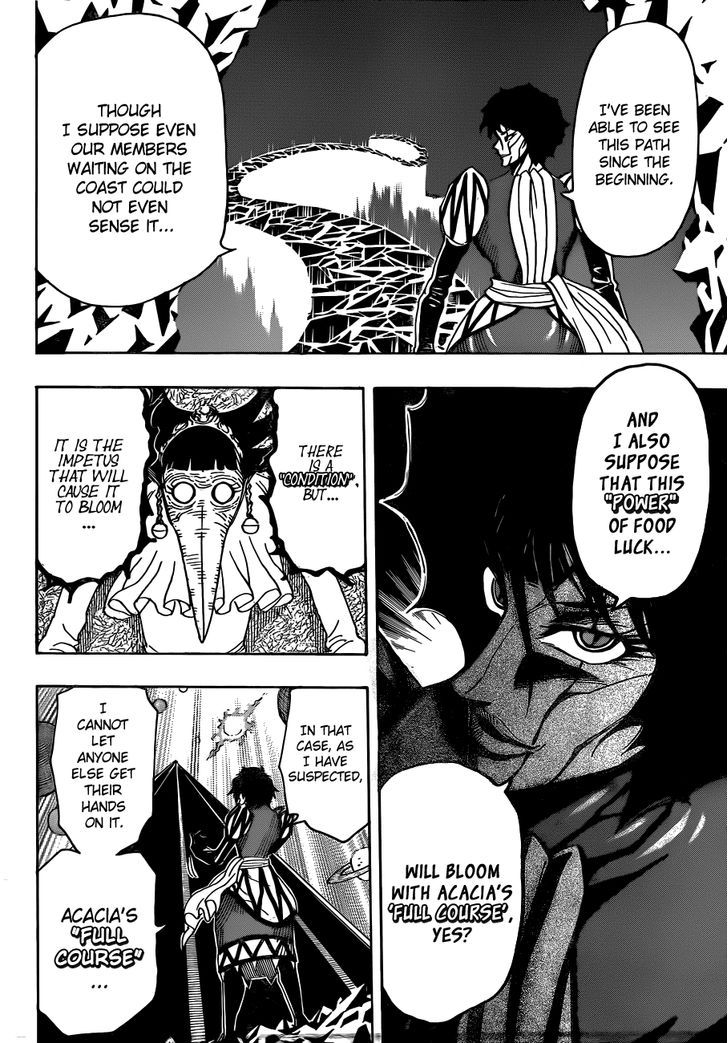 I'VE BEEN
ABLE TO SEE
THIS PATH
SINCE THE
BEGINNING.
THOUGH
I SUPPOSE EVEN
OUR MEMBERS
WAITING ON THE
COAST COULD
NOT EVEN
SENSE IT...
AND
I ALSO
SUPPOSE
THAT THIS
"POWER"
OF FOOD
LUCK...
WILL BLOOM
WITH ACACIA'S
'FULL COURSE',
YES?
THERE
IS A
"CONDITION",
BUT...
IT IS THE
IMPETUS
THAT WILL
CAUSE IT
TO BLOOM
...
IN THAT
CASE, AS
I HAVE
SUSPECTED,
I
CANNOT
LET
ANYONE
ELSE GET
THEIR
HANDS
ON IT.
ACACIA'S
"FULL
COURSE"
...